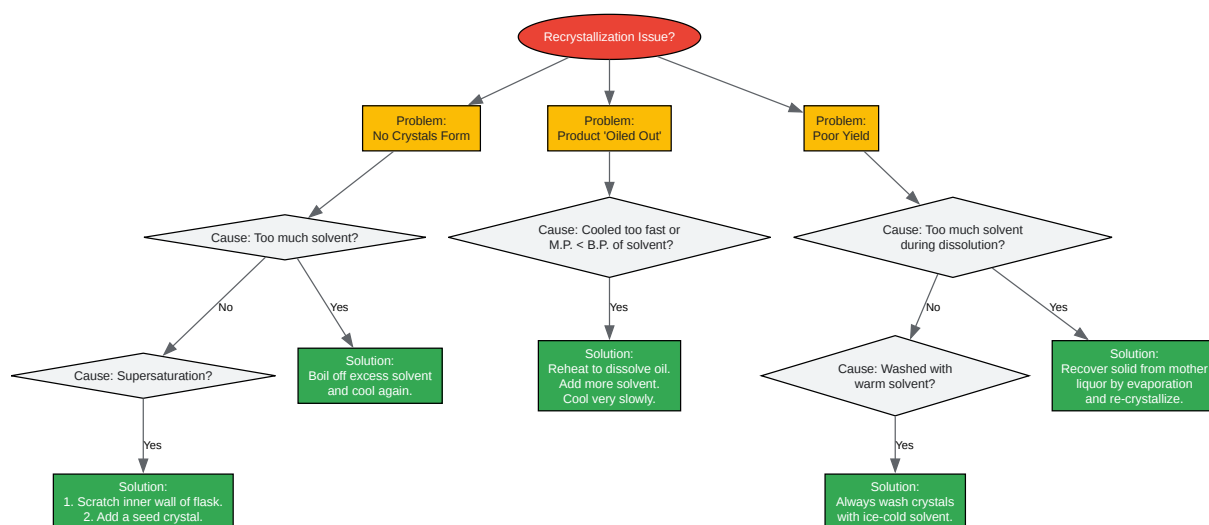 Recrystallization Issue?
Problem:
No Crystals Form
Problem:
Product 'Oiled Out'
Problem:
Poor Yield
Cause: Too much solvent?
Cause: Cooled too fast or
M.P. < B.P. of solvent?
Cause: Too much solvent
during dissolution?
No
Yes
Yes
No
Yes
Cause: Supersaturation?
Solution:
Boil off excess solvent
and cool again.
Solution:
Reheat to dissolve oil.
Add more solvent.
Cool very slowly.
Cause: Washed with
warm solvent?
Solution:
Recover solid from mother
liquor by evaporation
and re-crystallize.
Yes
Yes
Solution:
1. Scratch inner wall of flask.
2. Add a seed crystal.
Solution:
Always wash crystals
with ice-cold solvent.